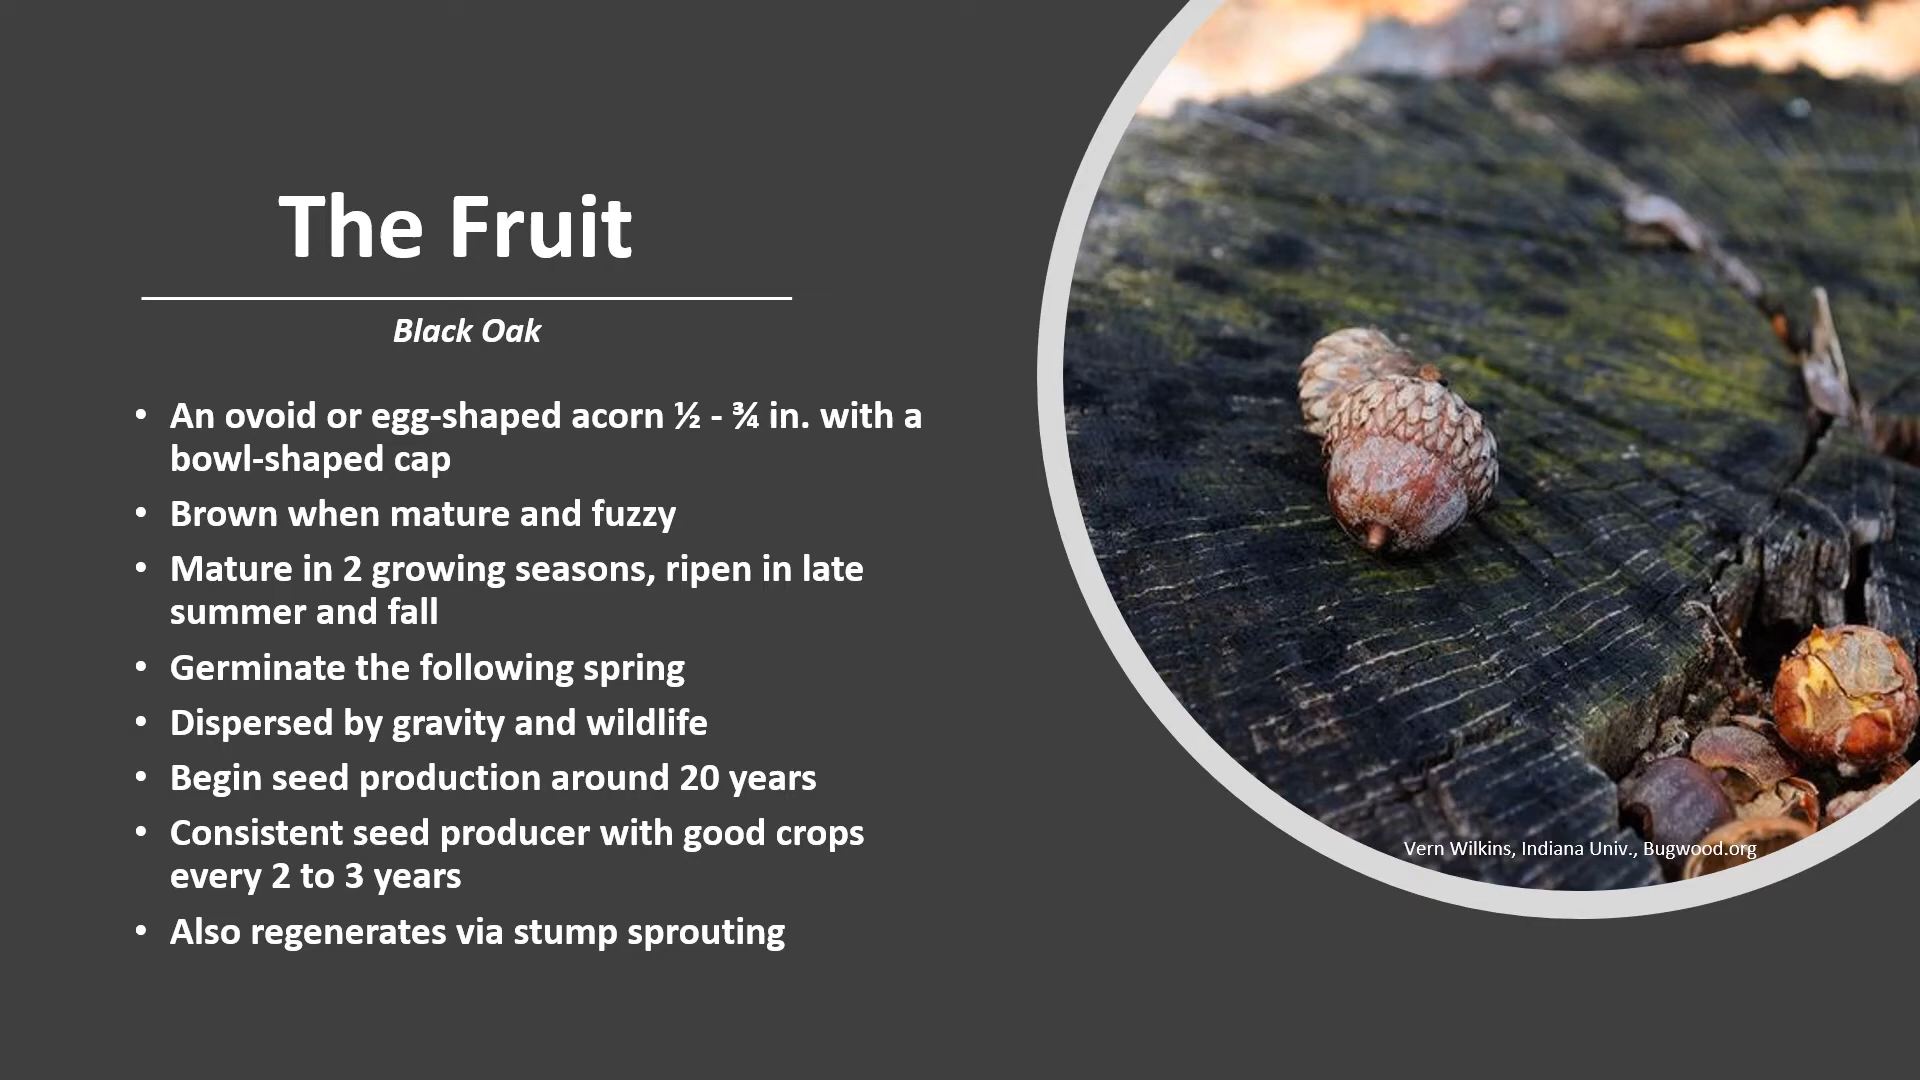 The Fruit
Black Oak
• An ovoid or egg-shaped acorn ½ - ¾ in. with a
bowl-shaped cap
• Brown when mature and fuzzy
• Mature in 2 growing seasons, ripen in late
summer and fall
• Germinate the following spring
• Dispersed by gravity and wildlife
• Begin seed production around 20 years
• Consistent seed producer with good crops
every 2 to 3 years
• Also regenerates via stump sprouting
Vern Wilkins, Indiana Univ., Bugwood.org